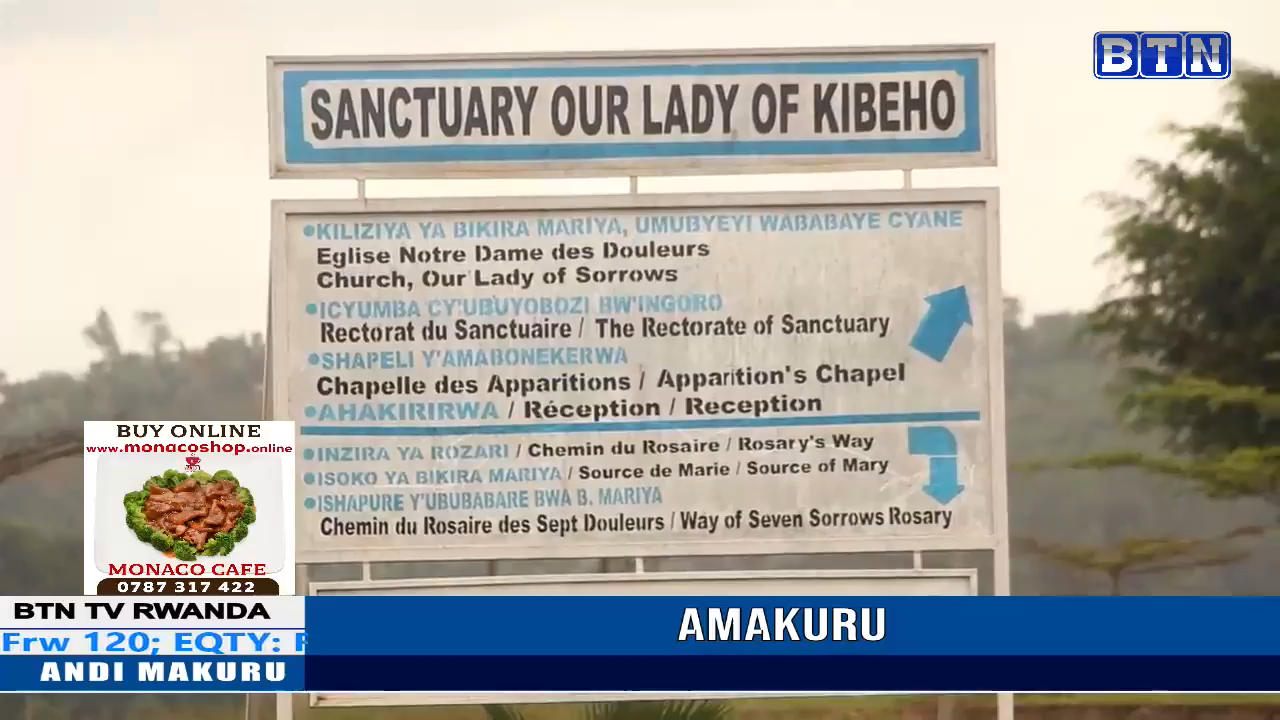 BTN
SANCTUARY OUR LADY OF KIBEHO
•KILIZIYA YA BIKIRA MARIYA, UMUBYEYI WABABAYE CYANE
Eglise Notre Dame des Douleurs
Church, Our Lady of Sorrows
•ICYUMBA CY'UBUYOBOZI BW'INGORO
Rectorat du Sanctuaire / The Rectorate of Sanctuary
•SHAPELI Y'AMABONEKERWA
Chapelle des Apparitions / Apparition's Chapel
•AHAKIRIRWA / Réception / Reception
•INZIRA YA ROZARI / Chemin du Rosaire / Rosary's Way
•ISOKO YA BIKIRA MARIYA / Source de Marie / Source of Mary
•ISHAPURE Y'UBUBABARE BWA B. MARIYA
Chemin du Rosaire des Sept Douleurs / Way of Seven Sorrows Rosary
BUY ONLINE
www.monacoshop.online
MONACO CAFE
0787 317 422
BTN TV RWANDA
Frw 120; EQTY:
ANDI MAKURU
AMAKURU